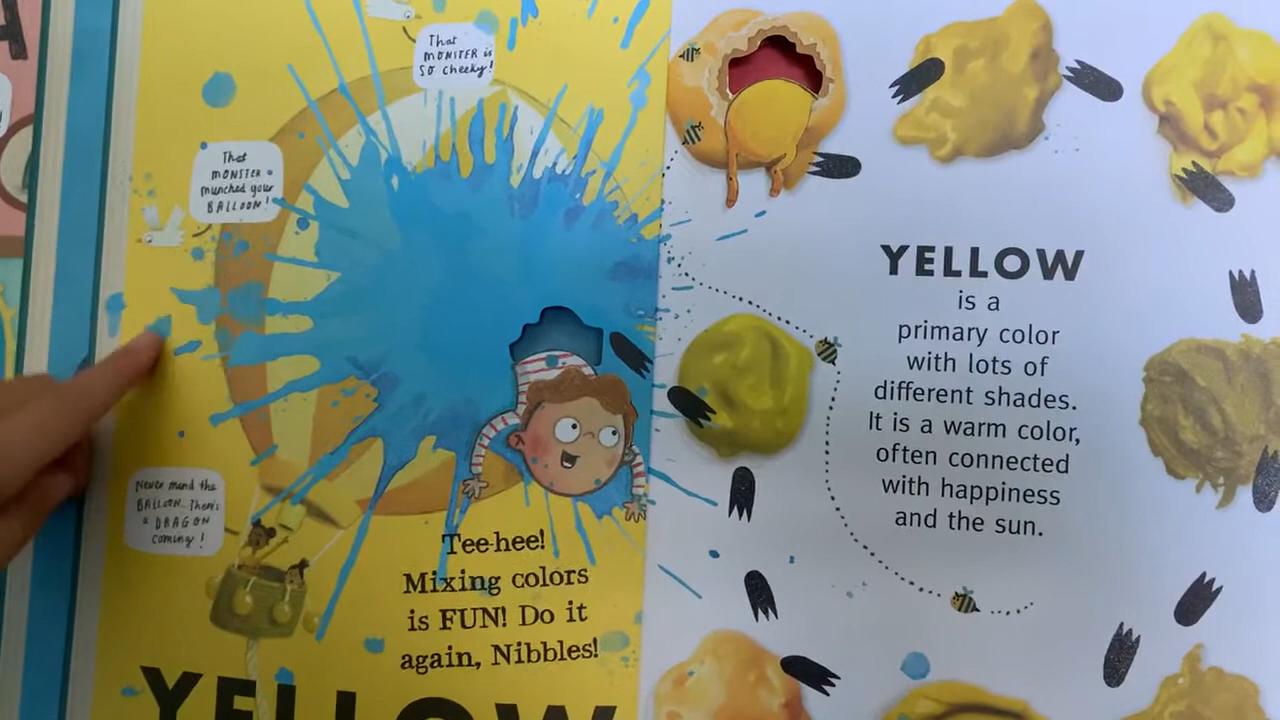 That
MONSTER is
SO cheeky!
That
MONSTER
munched your
BALLOON!
Never mind the
BALLOON. There's
a DRAGON
coming!
Tee-hee!
Mixing colors
is FUN! Do it
again, Nibbles!
YELLOW
YELLOW
is a
primary color
with lots of
different shades.
It is a warm color,
often connected
with happiness
and the sun.